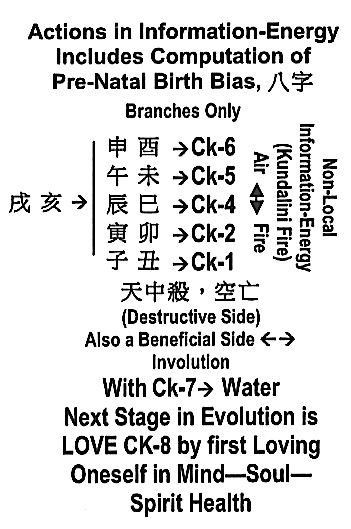 Actions in Information-Energy
Includes Computation of
Pre-Natal Birth Bias, 八字
Branches Only
申 酉 →Ck-6
午 未 →Ck-5
戌 亥 → 辰 巳 →Ck-4
寅 卯 →Ck-2
子 丑 →Ck-1
Air ◄► Fire
(Kundalini Fire)
Information-Energy
Non-Local
天中殺，空亡
(Destructive Side)
Also a Beneficial Side ←→
Involution
With Ck-7→ Water
Next Stage in Evolution is
LOVE CK-8 by first Loving
Oneself in Mind—Soul—
Spirit Health